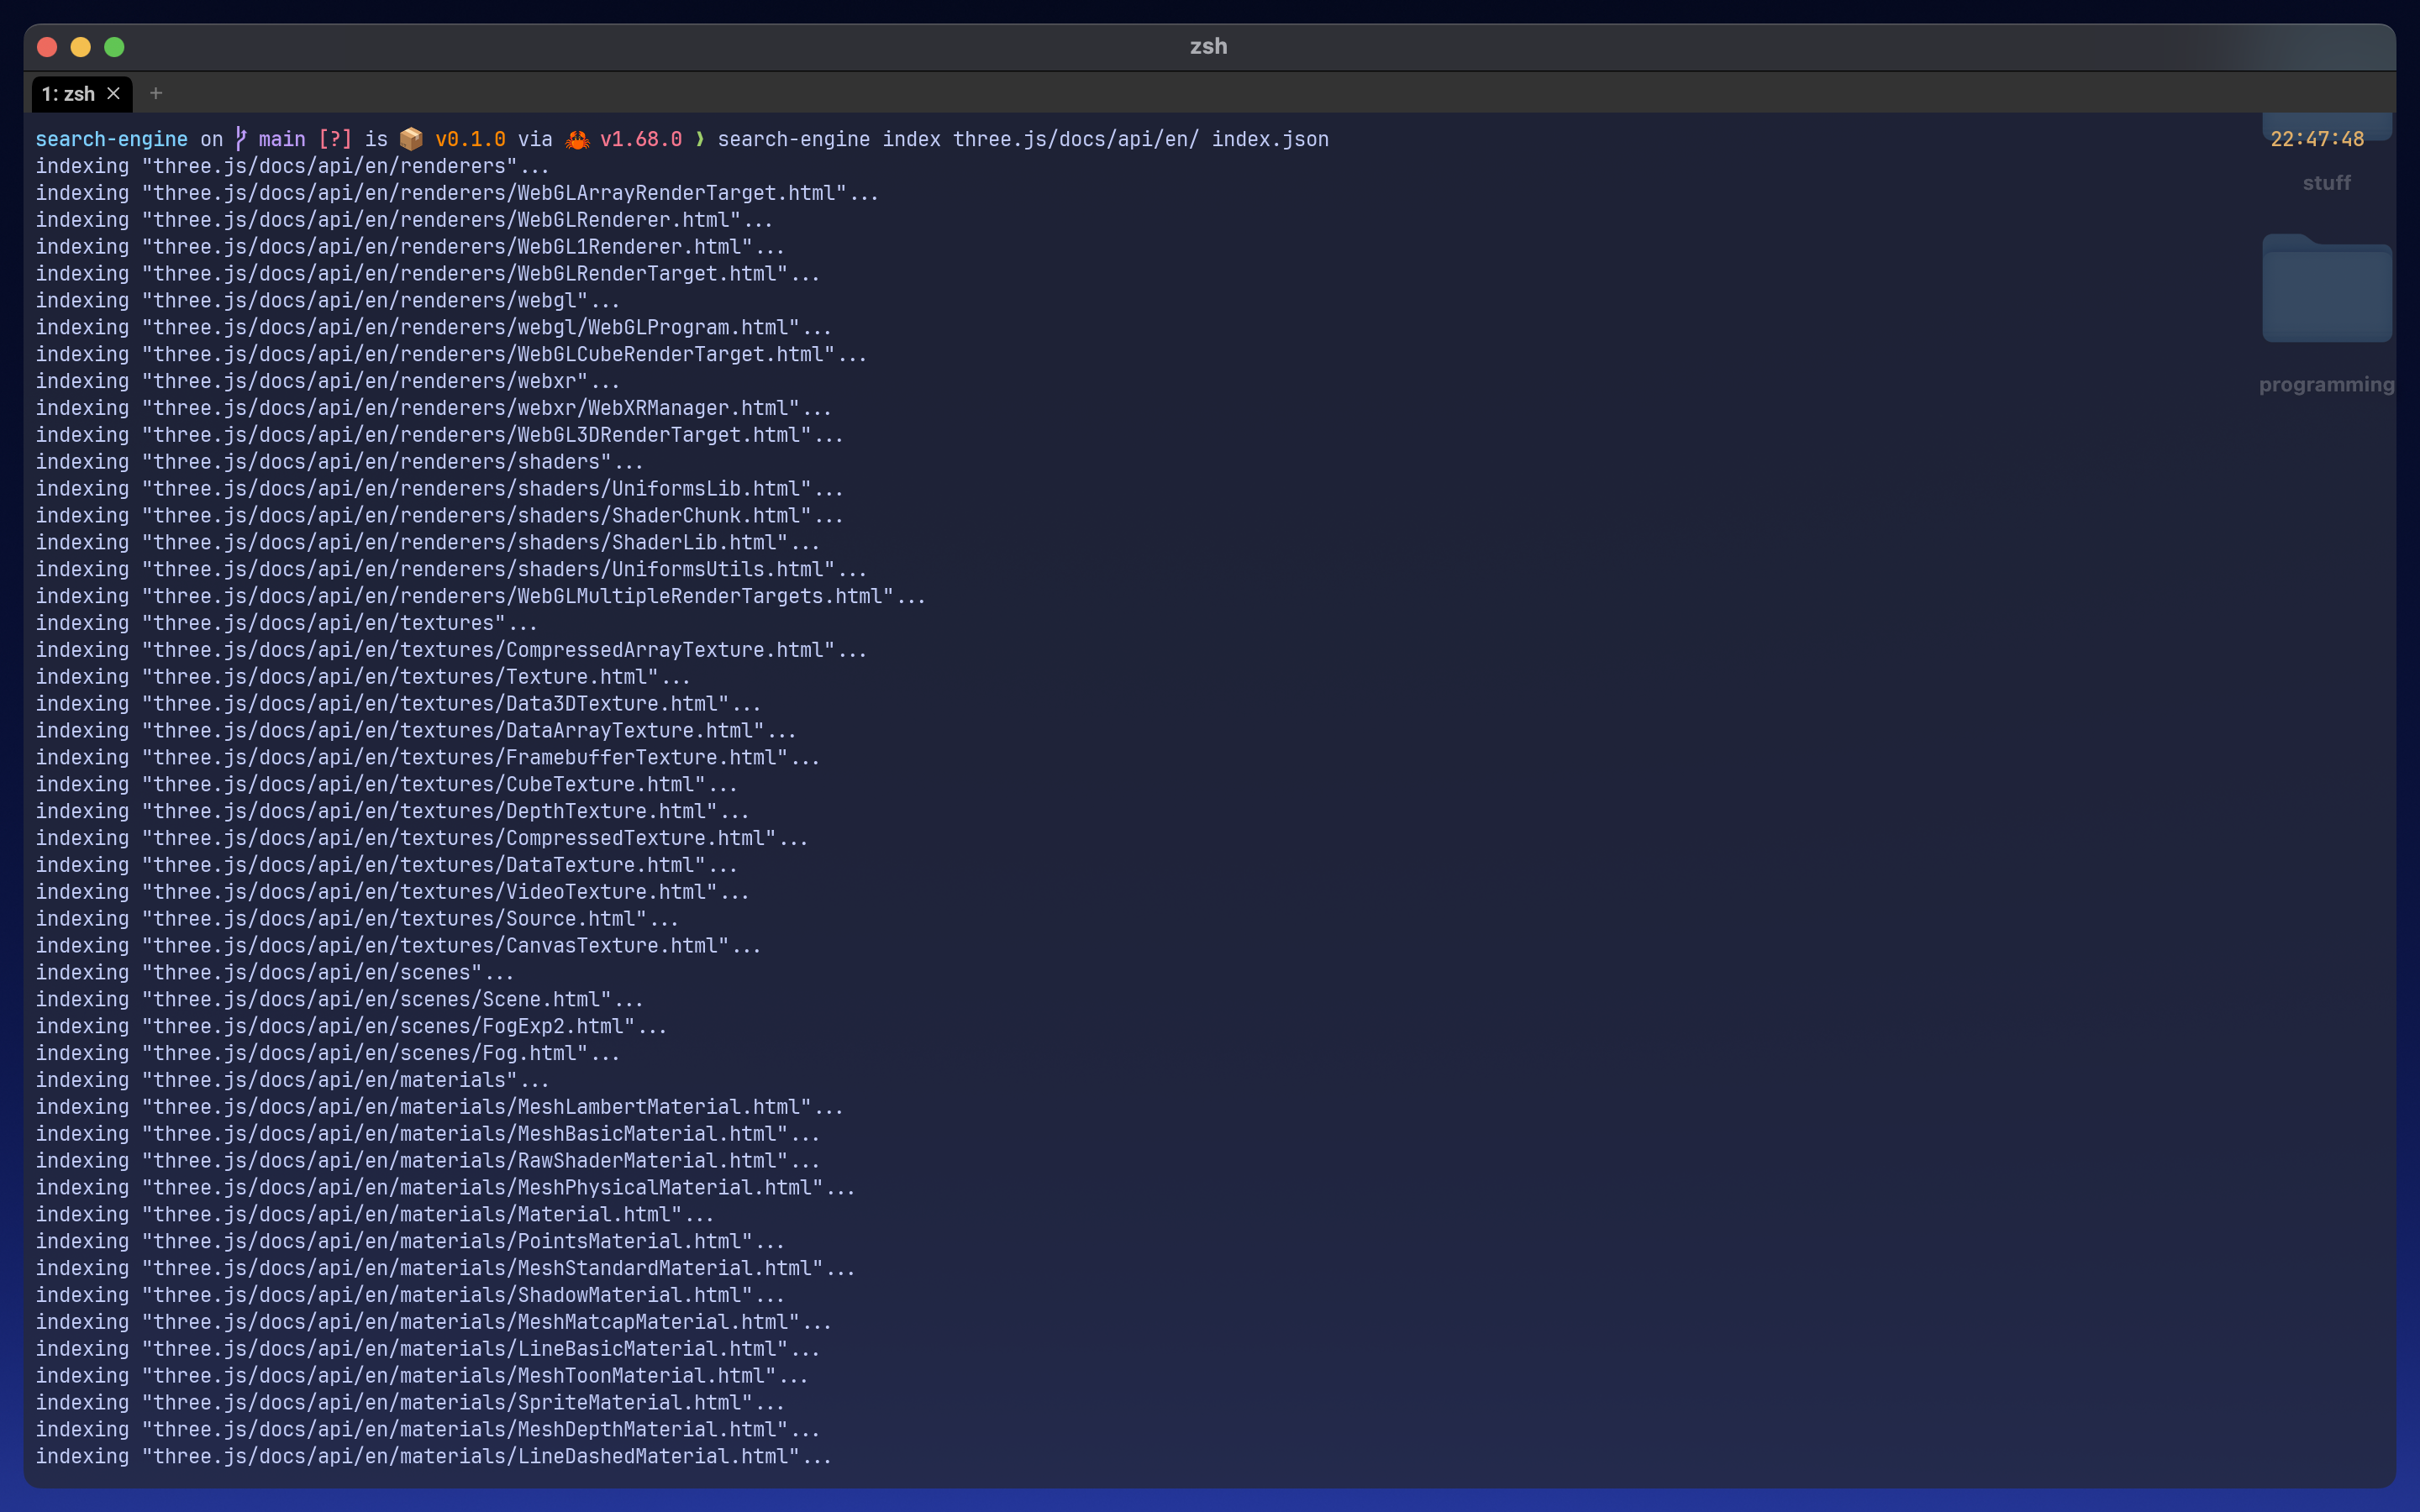 zsh
1: zsh × +
search-engine on main [?] is 📦 v0.1.0 via 🦀 v1.68.0 ❯ search-engine index three.js/docs/api/en/ index.json 22:47:48
indexing "three.js/docs/api/en/renderers"...
indexing "three.js/docs/api/en/renderers/WebGLArrayRenderTarget.html"...
stuff
indexing "three.js/docs/api/en/renderers/WebGLRenderer.html"...
indexing "three.js/docs/api/en/renderers/WebGL1Renderer.html"...
indexing "three.js/docs/api/en/renderers/WebGLRenderTarget.html"...
indexing "three.js/docs/api/en/renderers/webgl"...
indexing "three.js/docs/api/en/renderers/webgl/WebGLProgram.html"...
indexing "three.js/docs/api/en/renderers/WebGLCubeRenderTarget.html"...
indexing "three.js/docs/api/en/renderers/webxr"...
programming
indexing "three.js/docs/api/en/renderers/webxr/WebXRManager.html"...
indexing "three.js/docs/api/en/renderers/WebGL3DRenderTarget.html"...
indexing "three.js/docs/api/en/renderers/shaders"...
indexing "three.js/docs/api/en/renderers/shaders/UniformsLib.html"...
indexing "three.js/docs/api/en/renderers/shaders/ShaderChunk.html"...
indexing "three.js/docs/api/en/renderers/shaders/ShaderLib.html"...
indexing "three.js/docs/api/en/renderers/shaders/UniformsUtils.html"...
indexing "three.js/docs/api/en/renderers/WebGLMultipleRenderTargets.html"...
indexing "three.js/docs/api/en/textures"...
indexing "three.js/docs/api/en/textures/CompressedArrayTexture.html"...
indexing "three.js/docs/api/en/textures/Texture.html"...
indexing "three.js/docs/api/en/textures/Data3DTexture.html"...
indexing "three.js/docs/api/en/textures/DataArrayTexture.html"...
indexing "three.js/docs/api/en/textures/FramebufferTexture.html"...
indexing "three.js/docs/api/en/textures/CubeTexture.html"...
indexing "three.js/docs/api/en/textures/DepthTexture.html"...
indexing "three.js/docs/api/en/textures/CompressedTexture.html"...
indexing "three.js/docs/api/en/textures/DataTexture.html"...
indexing "three.js/docs/api/en/textures/VideoTexture.html"...
indexing "three.js/docs/api/en/textures/Source.html"...
indexing "three.js/docs/api/en/textures/CanvasTexture.html"...
indexing "three.js/docs/api/en/scenes"...
indexing "three.js/docs/api/en/scenes/Scene.html"...
indexing "three.js/docs/api/en/scenes/FogExp2.html"...
indexing "three.js/docs/api/en/scenes/Fog.html"...
indexing "three.js/docs/api/en/materials"...
indexing "three.js/docs/api/en/materials/MeshLambertMaterial.html"...
indexing "three.js/docs/api/en/materials/MeshBasicMaterial.html"...
indexing "three.js/docs/api/en/materials/RawShaderMaterial.html"...
indexing "three.js/docs/api/en/materials/MeshPhysicalMaterial.html"...
indexing "three.js/docs/api/en/materials/Material.html"...
indexing "three.js/docs/api/en/materials/PointsMaterial.html"...
indexing "three.js/docs/api/en/materials/MeshStandardMaterial.html"...
indexing "three.js/docs/api/en/materials/ShadowMaterial.html"...
indexing "three.js/docs/api/en/materials/MeshMatcapMaterial.html"...
indexing "three.js/docs/api/en/materials/LineBasicMaterial.html"...
indexing "three.js/docs/api/en/materials/MeshToonMaterial.html"...
indexing "three.js/docs/api/en/materials/SpriteMaterial.html"...
indexing "three.js/docs/api/en/materials/MeshDepthMaterial.html"...
indexing "three.js/docs/api/en/materials/LineDashedMaterial.html"...